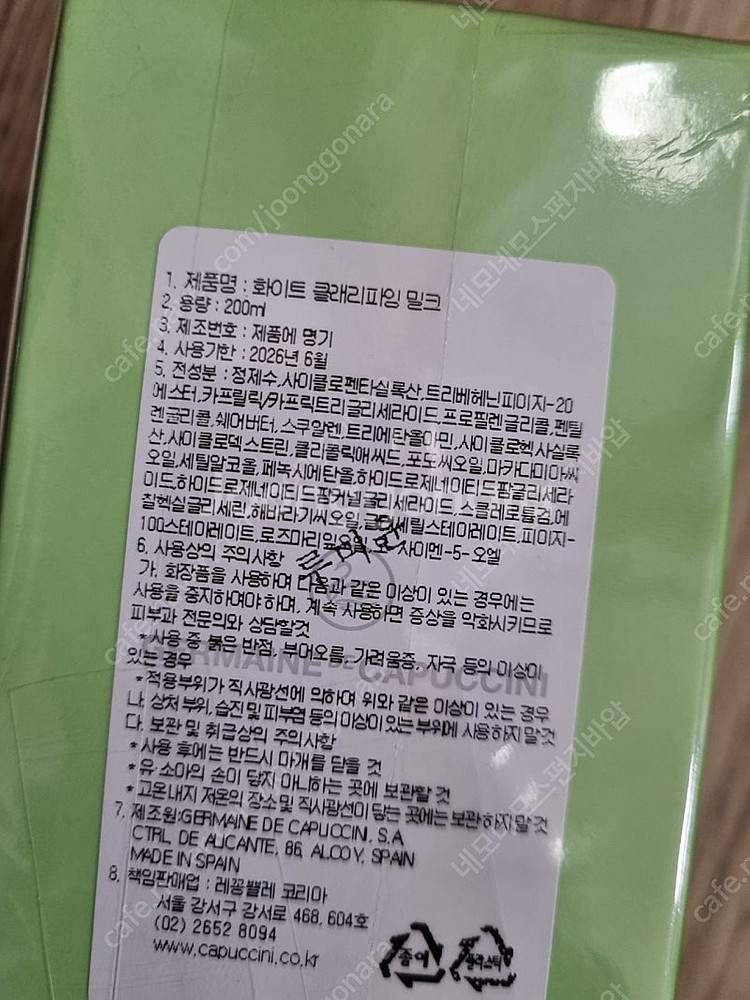 1. 제품명 : 화이트 클래리파잉 밀크
2. 용량 : 200ml
3. 제조번호 : 제품에 명기
4. 사용기한 : 2026년 6월
5. 전성분 : 정제수,사이클로펜타실록산,트리베헤닌피이지-20
에스터,카프릴릭/카프릭트리글리세라이드,프로필렌글리콜,펜틸
렌글리콜,쉐어버터,스쿠알렌,트리에탄올아민,사이클로헥사실록
산,사이클로덱스트린,글리콜릭애씨드,포도씨오일,마카다미아씨
오일,세틸알코올,페녹시에탄올,하이드로제네이티드팜글리세라
이드,하이드로제네이티드팜커넬글리세라이드,스클레로튬검,에
칠헥실글리세린,해바라기씨오일,글리세릴스테아레이트,피이지-
100스테아레이트,로즈마리잎 사이멘-5-오엘
6. 사용상의 주의사항
가. 화장품을 사용하여 다음과 같은 이상이 있는 경우에는
사용을 중지하여야 하며, 계속 사용하면 증상을 악화시키므로
피부과 전문의와 상담할것
*사용 중 붉은 반점, 부어오름, 가려움증, 자극 등의 이상이
있는 경우
GERMAINE DE CAPUCCINI
*적용부위가 직사광선에 의하여 위와 같은 이상이 있는 경우
나. 상처 부위, 습진 및 피부염 등의 이상이 있는 부위에 사용하지 말 것
다. 보관 및 취급상의 주의사항
*사용 후에는 반드시 마개를 닫을 것
*유·소아의 손이 닿지 아니하는 곳에 보관할 것
*고온내지 저온의 장소 및 직사광선이 닿는 곳에는 보관하지 말 것
7. 제조원:GERMAINE DE CAPUCCINI, S.A
CTRL DE ALICANTE, 86, ALCOY, SPAIN
MADE IN SPAIN
8. 책임판매업 : 레꽁뜰레 코리아
서울 강서구 강서로 468, 604호
(02) 2652 8094
www.capuccini.co.kr
종이
플라스틱
네모네모스펀지바암
cafe.naver.com/joonggonara